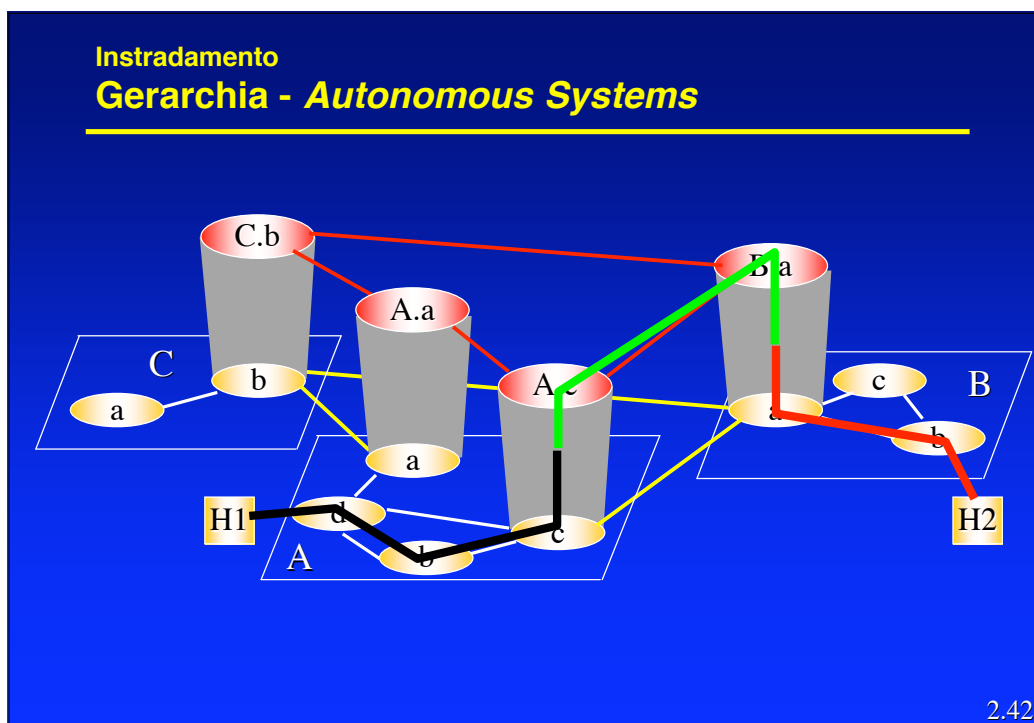 Instradamento
Gerarchia - Autonomous Systems
C.b
B.a
A.a
A.c
C
b
c
B
a
a
b
a
H1
d
c
H2
A
b
2.42